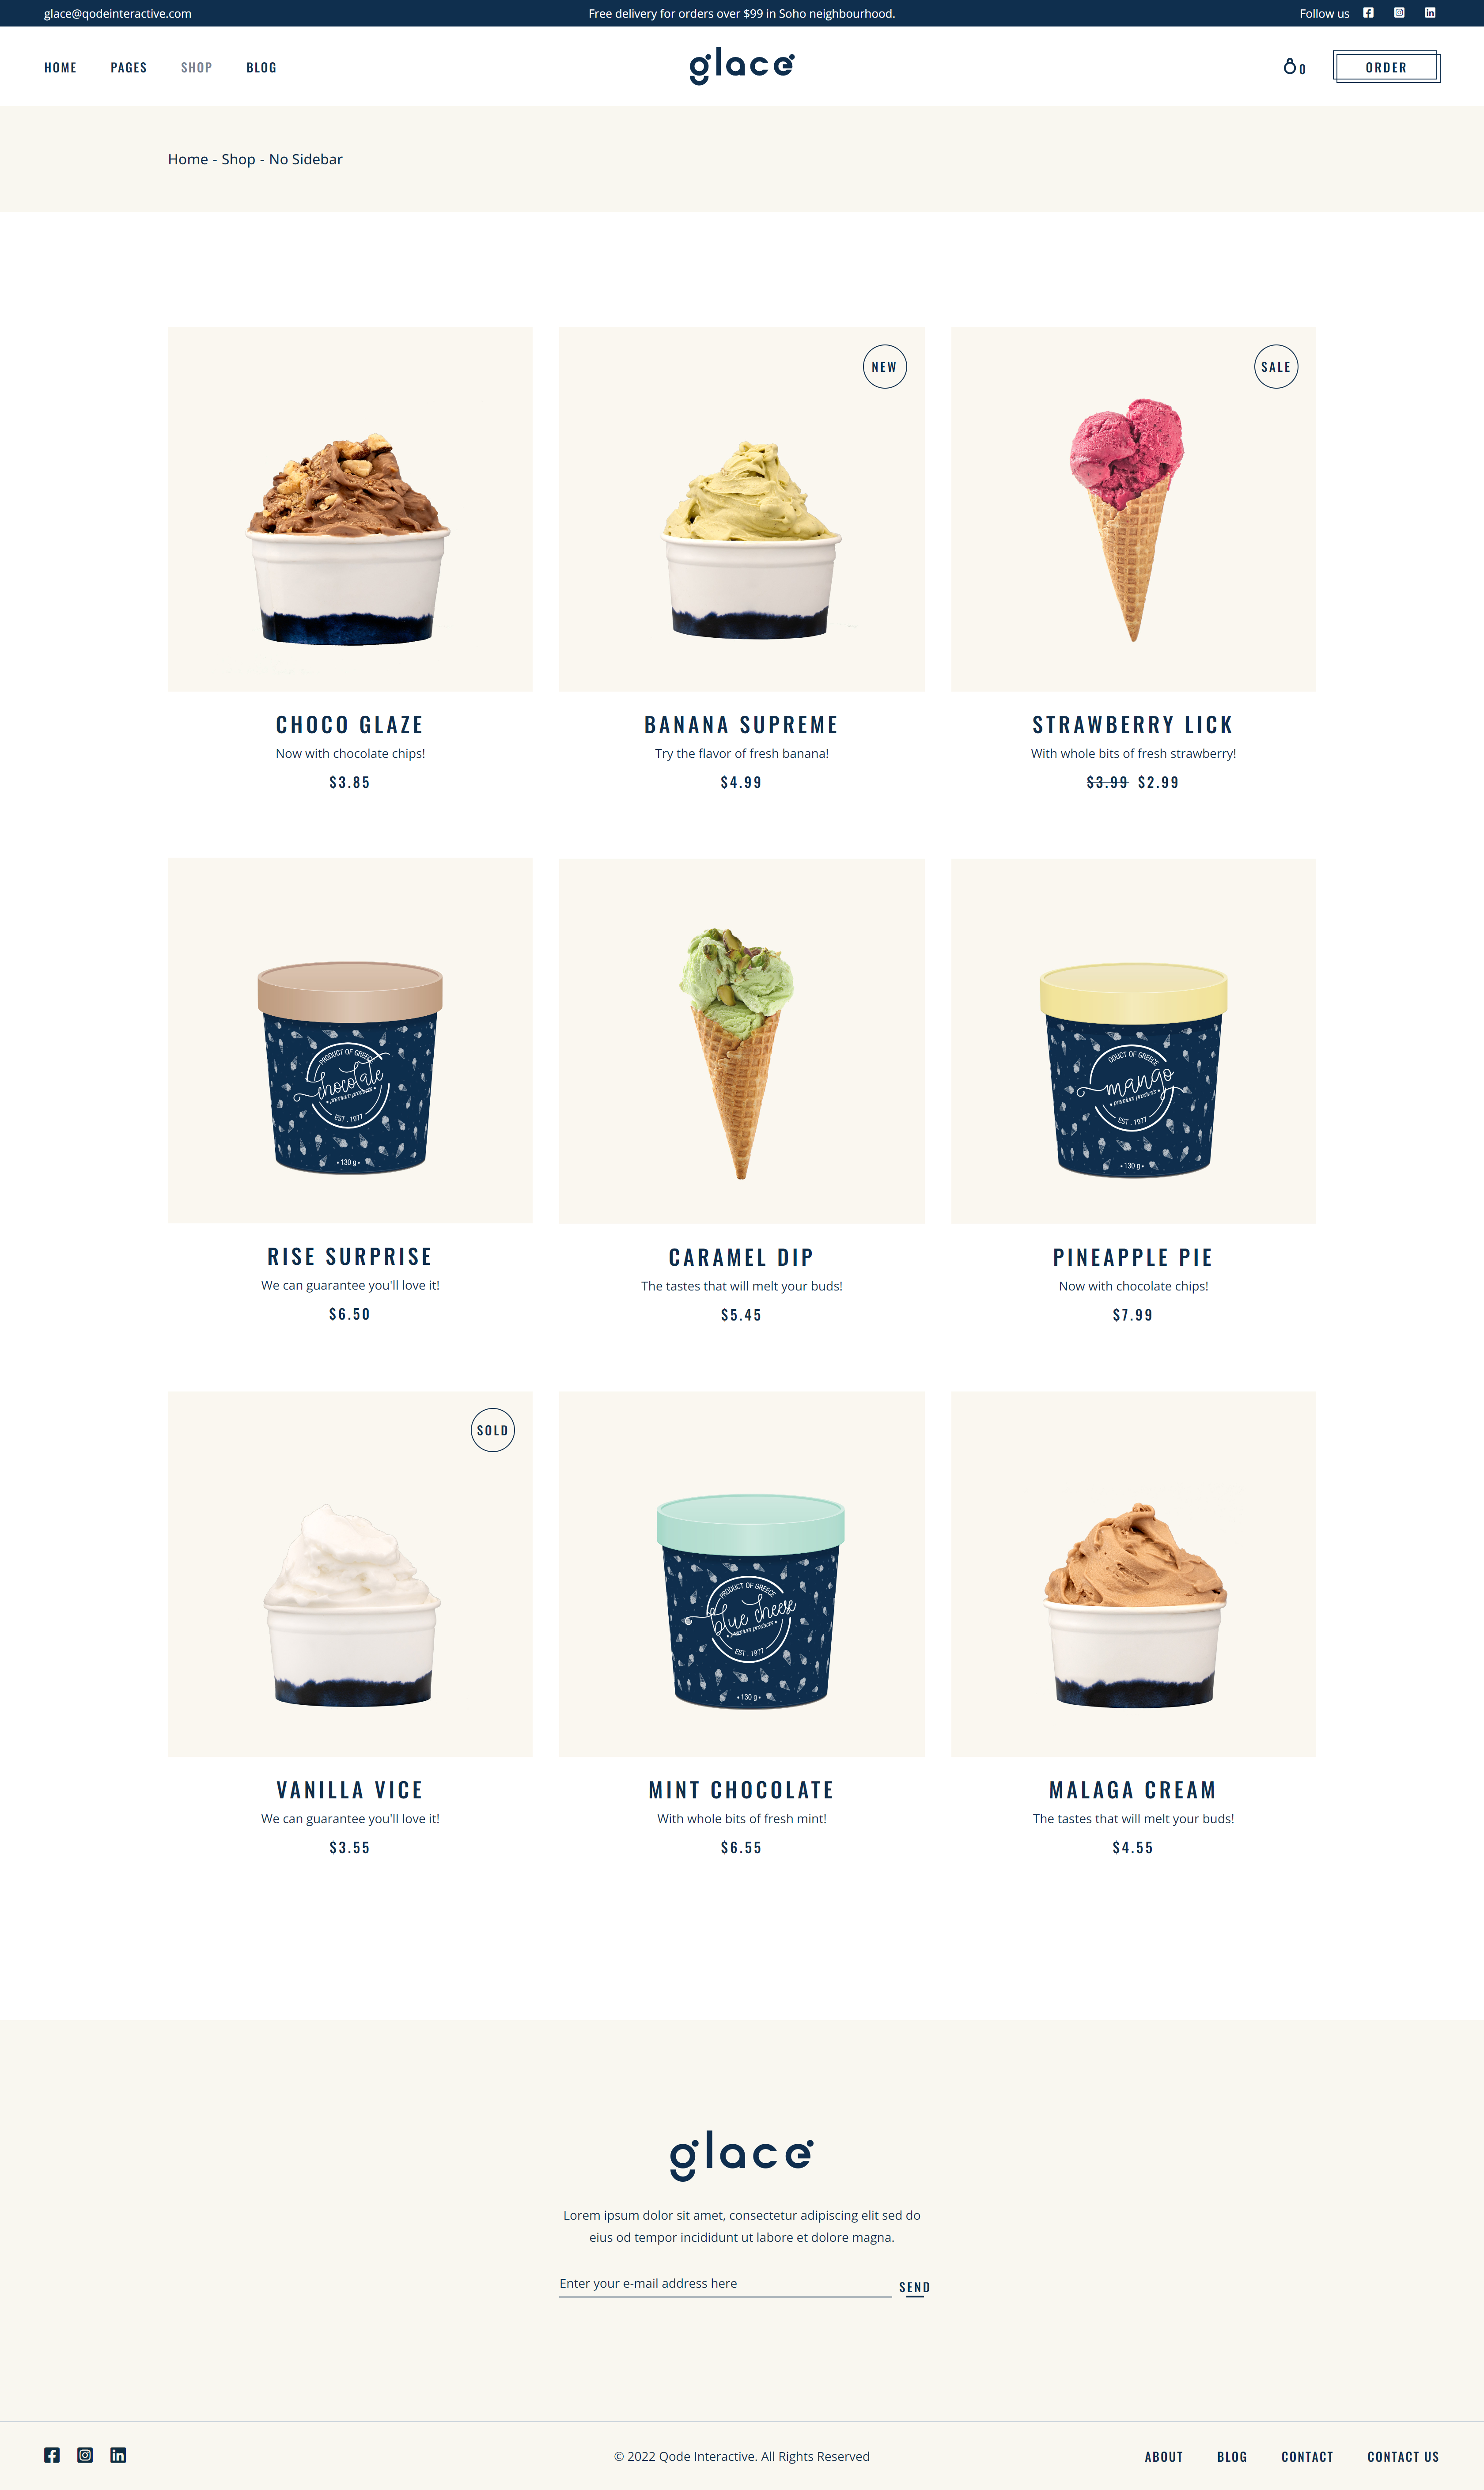 glace@qodeinteractive.com
Free delivery for orders over $99 in Soho neighbourhood.
Follow us
HOME PAGES SHOP BLOG
glace
0
ORDER
Home - Shop - No Sidebar
NEW
SALE
CHOCO GLAZE
Now with chocolate chips!
$3.85
BANANA SUPREME
Try the flavor of fresh banana!
$4.99
STRAWBERRY LICK
With whole bits of fresh strawberry!
$3.99 $2.99
PRODUCT OF GREECE
chocolate
• premium products •
EST . 1977
• 130 g •
ODUCT OF GREECE
mango
• premium products •
EST . 1977
• 130 g •
RISE SURPRISE
We can guarantee you'll love it!
$6.50
CARAMEL DIP
The tastes that will melt your buds!
$5.45
PINEAPPLE PIE
Now with chocolate chips!
$7.99
SOLD
PRODUCT OF GREECE
blue cheese
• premium products •
EST . 1977
• 130 g •
VANILLA VICE
We can guarantee you'll love it!
$3.55
MINT CHOCOLATE
With whole bits of fresh mint!
$6.55
MALAGA CREAM
The tastes that will melt your buds!
$4.55
glace
Lorem ipsum dolor sit amet, consectetur adipiscing elit sed do
eius od tempor incididunt ut labore et dolore magna.
Enter your e-mail address here
SEND
© 2022 Qode Interactive. All Rights Reserved
ABOUT BLOG CONTACT CONTACT US